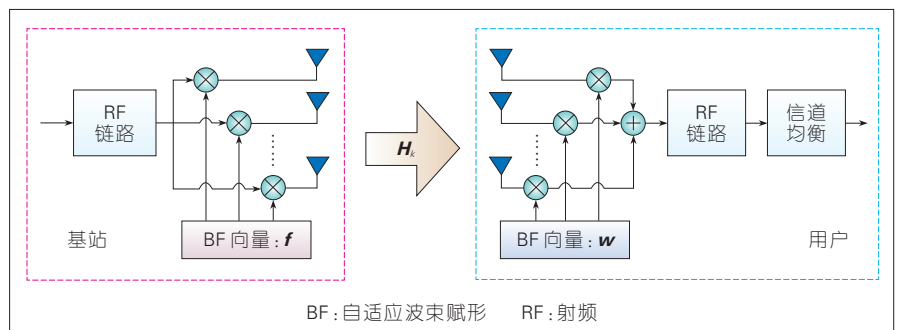 RF
链路
BF 向量:f
基站
H_k
BF 向量:w
RF
链路
信道
均衡
用户
BF:自适应波束赋形 RF:射频